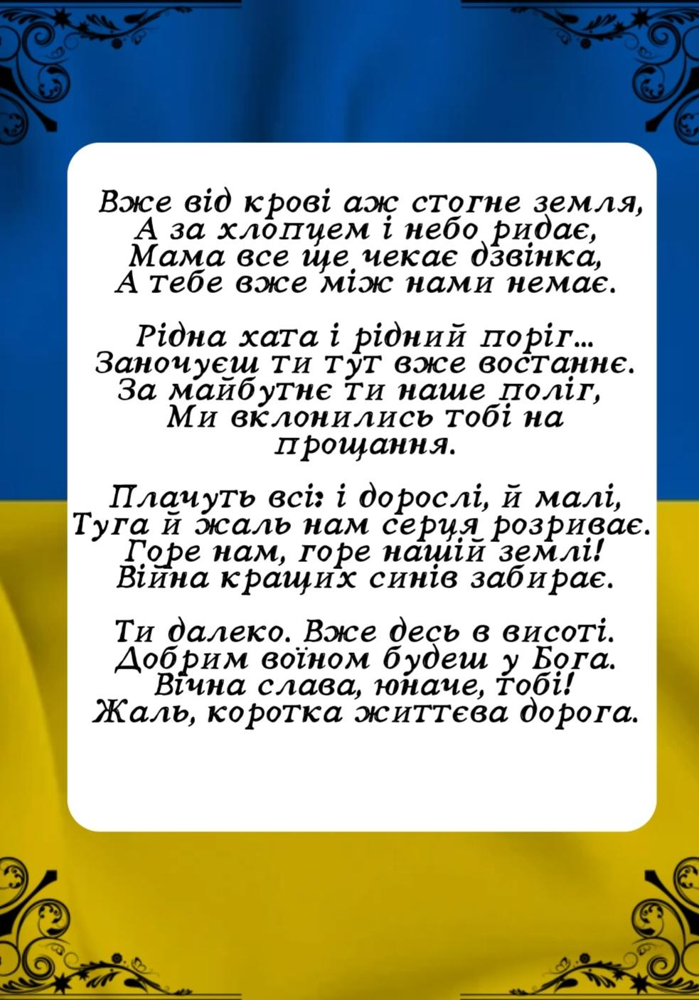 Вже від крові аж стогне земля,
А за хлопцем і небо ридає,
Мама все ще чекає дзвінка,
А тебе вже між нами немає.
Рідна хата і рідний поріг...
Заночуєш ти тут вже востаннє.
За майбутнє ти наше поліг,
Ми вклонились тобі на
прощання.
Плачуть всі: і дорослі, й малі,
Туга й жаль нам серця розриває.
Горе нам, горе нашій землі!
Війна кращих синів забирає.
Ти далеко. Вже десь в висоті.
Добрим воїном будеш у Бога.
Вічна слава, юначе, тобі!
Жаль, коротка життєва дорога.